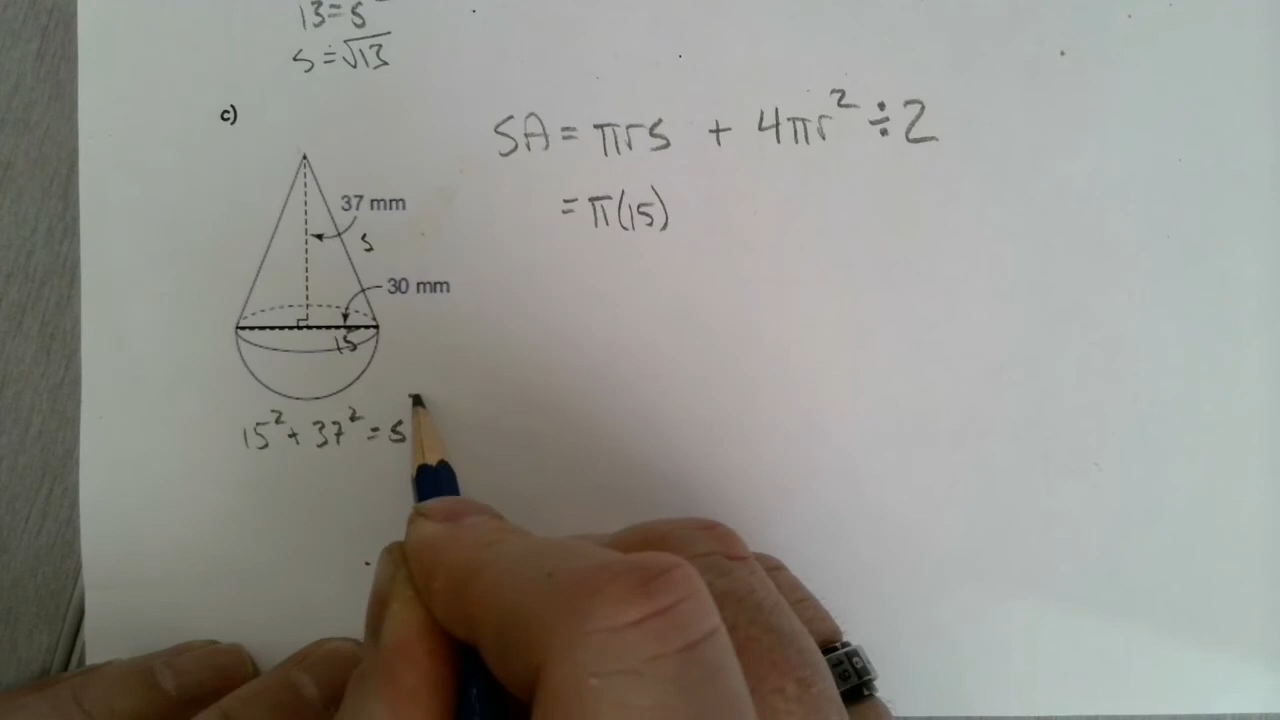 13=s
s≐√13
c)
SA = πrs + 4πr² ÷ 2
= π(15)
37 mm
s
30 mm
15
15² + 37² = s